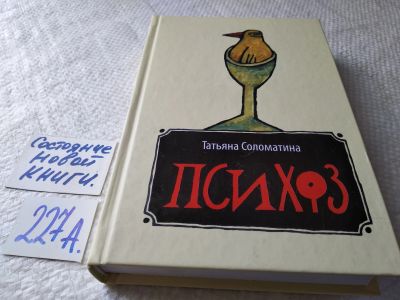 Татьяна Соломатина
ПСИХОЗ
Состояние
новой
книги.
227А.